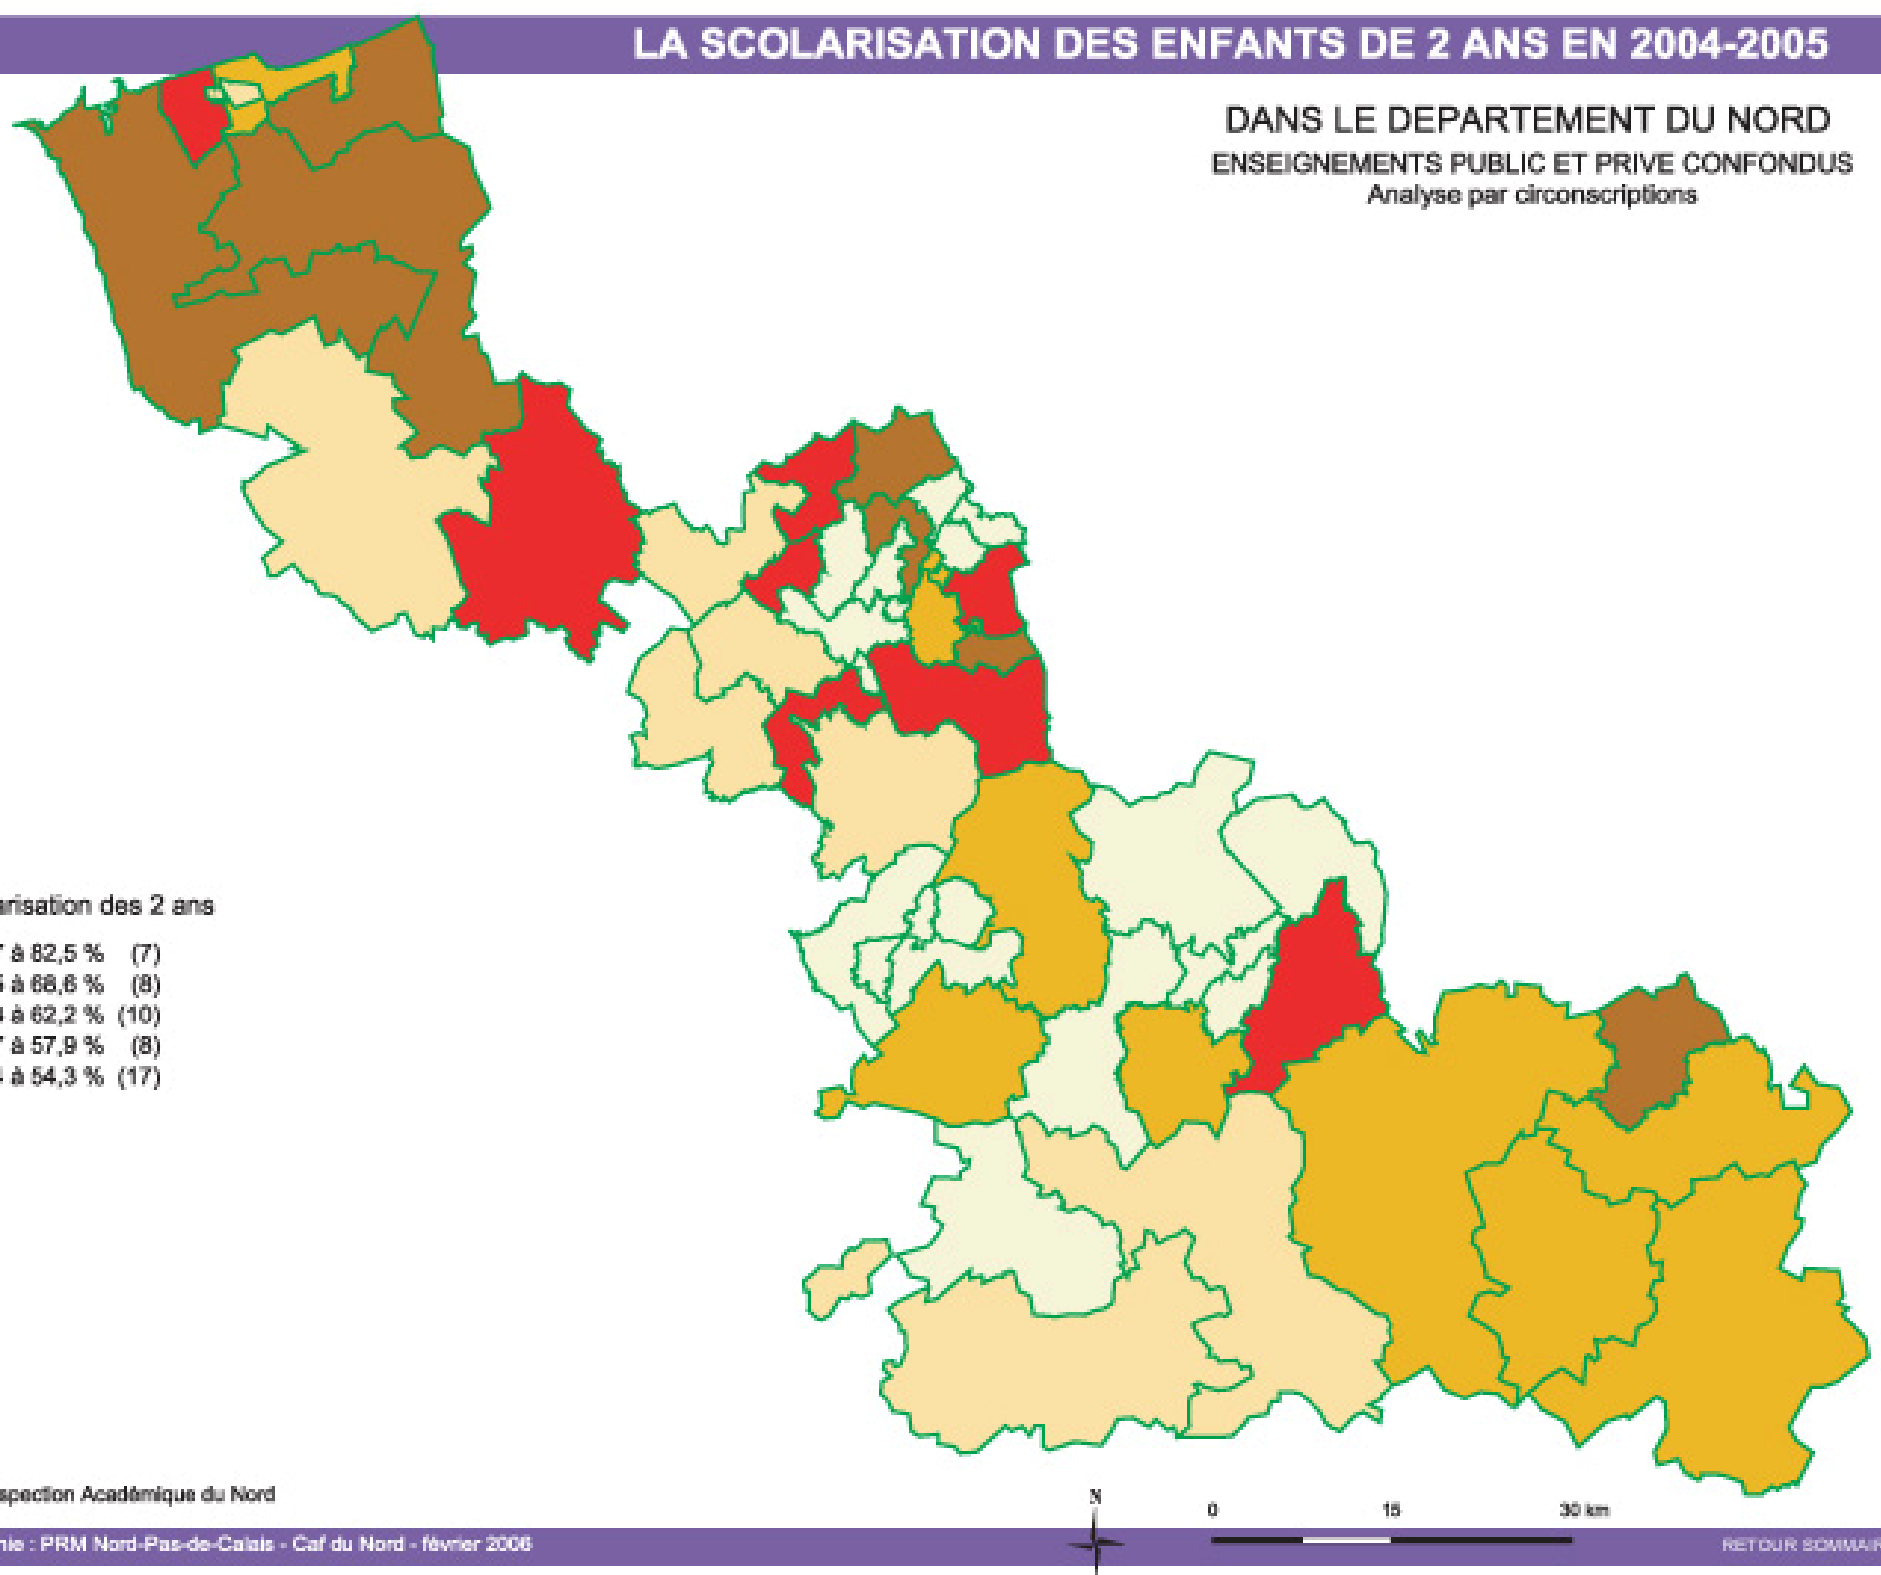 LA SCOLARISATION DES ENFANTS DE 2 ANS EN 2004-2005
DANS LE DEPARTEMENT DU NORD
ENSEIGNEMENTS PUBLIC ET PRIVE CONFONDUS
Analyse par circonscriptions
arisation des 2 ans
7 à 82,5 % (7)
à 68,6 % (8)
à 62,2 % (10)
7 à 57,9 % (8)
à 54,3 % (17)
spection Académique du Nord
N
0 15 30 km
nie : PRM Nord-Pas-de-Calais - Caf du Nord - février 2006
RETOUR SOMMAIR